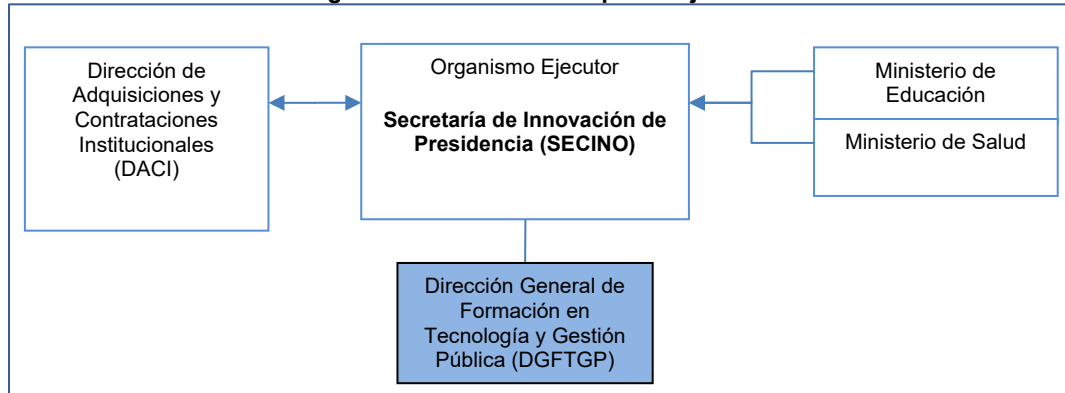 Dirección de
Adquisiciones y
Contrataciones
Institucionales
(DACI)
Organismo Ejecutor
Secretaría de Innovación de
Presidencia (SECINO)
Ministerio de
Educación
Ministerio de Salud
Dirección General de
Formación en
Tecnología y Gestión
Pública (DGFTGP)